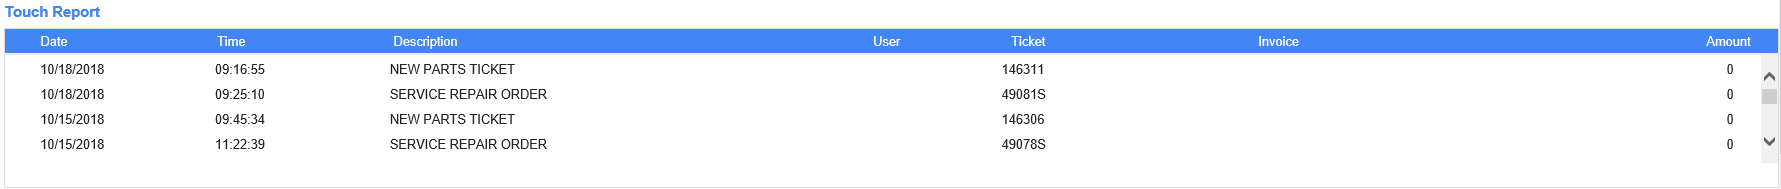 Touch Report
Date Time Description User Ticket Invoice Amount
10/18/2018 09:16:55 NEW PARTS TICKET 146311 0
10/18/2018 09:25:10 SERVICE REPAIR ORDER 49081S 0
10/15/2018 09:45:34 NEW PARTS TICKET 146306 0
10/15/2018 11:22:39 SERVICE REPAIR ORDER 49078S 0